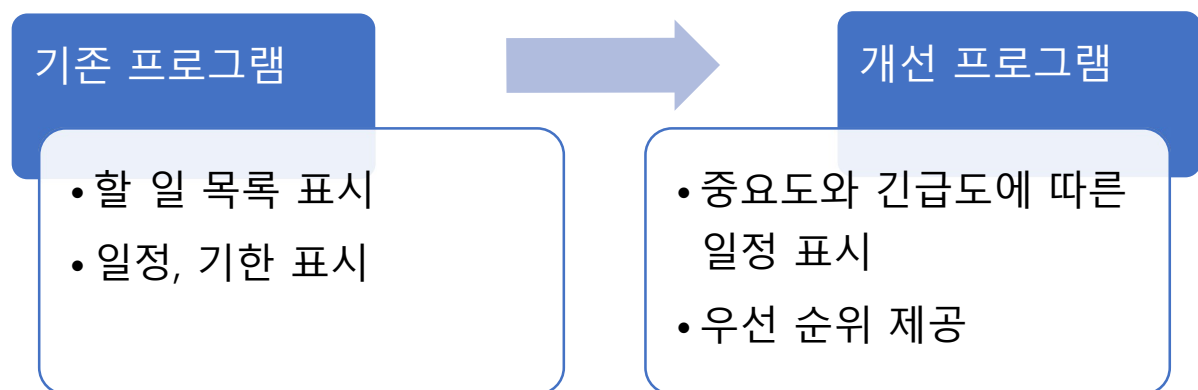 기존 프로그램
• 할 일 목록 표시
• 일정, 기한 표시
개선 프로그램
• 중요도와 긴급도에 따른
일정 표시
• 우선 순위 제공